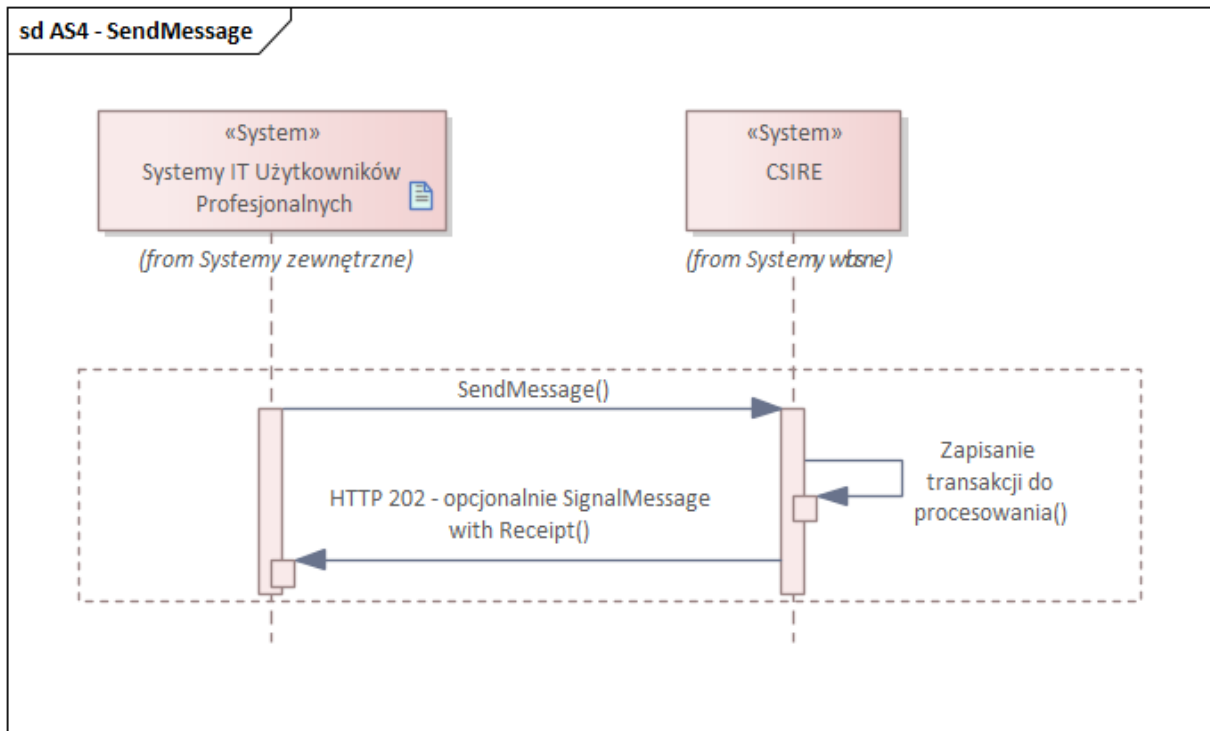 sd AS4 - SendMessage
«System»
Systemy IT Użytkowników
Profesjonalnych
(from Systemy zewnętrzne)
«System»
CSIRE
(from Systemy własne)
SendMessage()
Zapisanie
transakcji do
procesowania()
HTTP 202 - opcjonalnie SignalMessage
with Receipt()